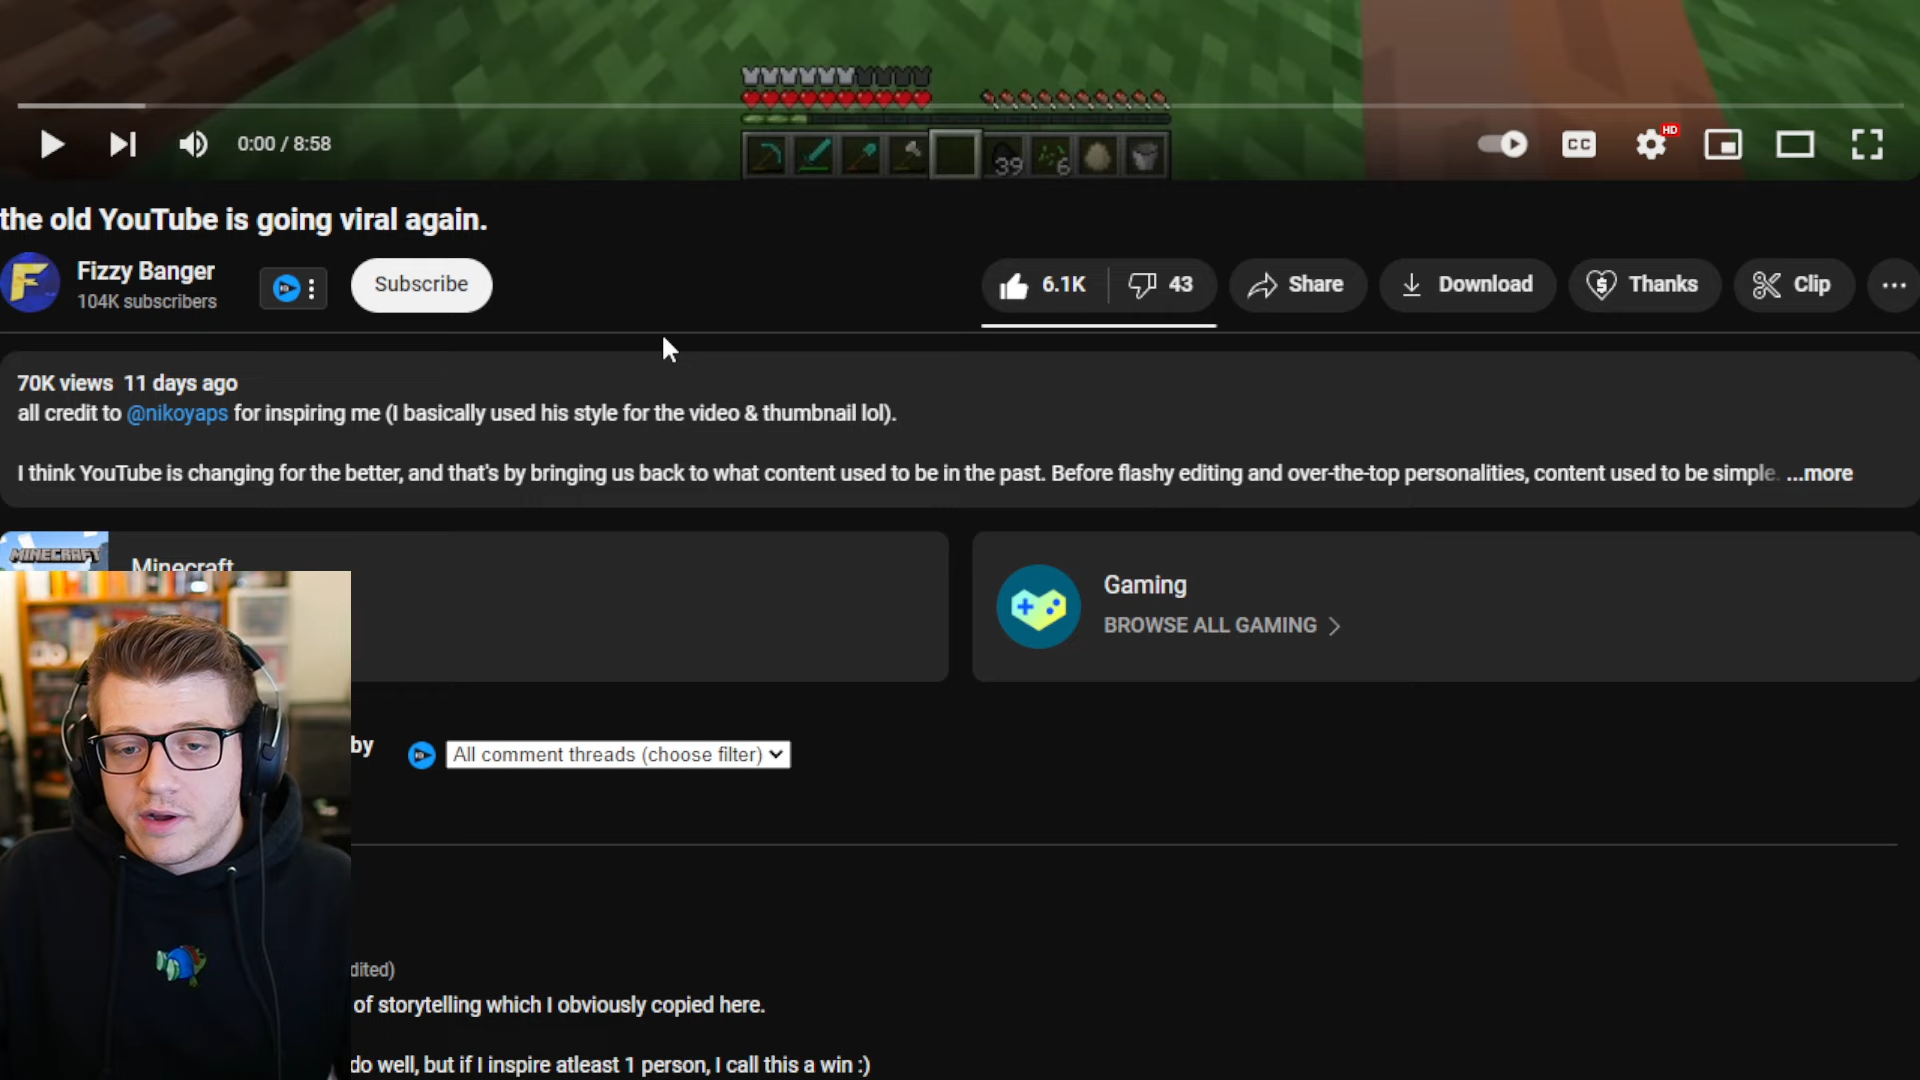 39
6
0:00 / 8:58
CC
HD
the old YouTube is going viral again.
F
Fizzy Banger
104K subscribers
Subscribe
6.1K
43
Share
Download
Thanks
Clip
70K views 11 days ago
all credit to @nikoyaps for inspiring me (I basically used his style for the video & thumbnail lol).
I think YouTube is changing for the better, and that's by bringing us back to what content used to be in the past. Before flashy editing and over-the-top personalities, content used to be simple. ...more
MINECRAFT
Minecraft
Gaming
BROWSE ALL GAMING
by
All comment threads (choose filter)
dited)
of storytelling which I obviously copied here.
do well, but if I inspire atleast 1 person, I call this a win :)